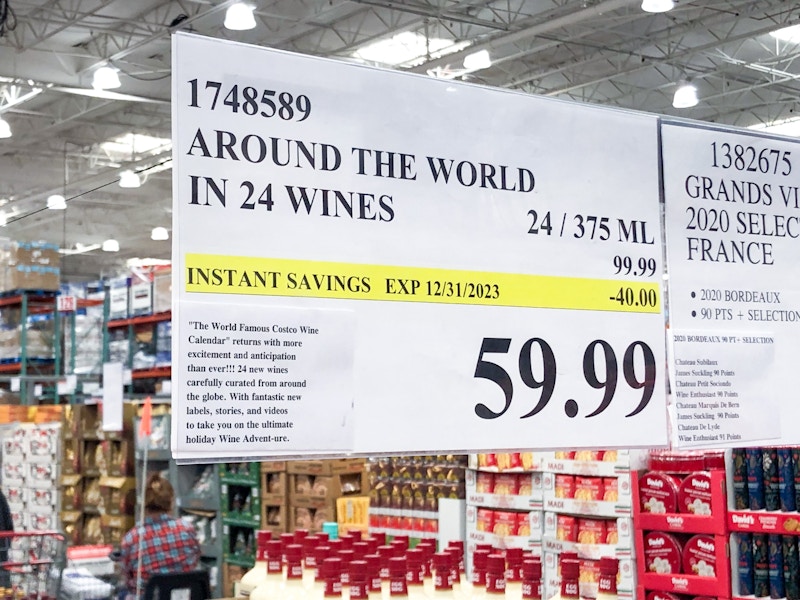 1748589
AROUND THE WORLD
IN 24 WINES
24 / 375 ML
99.99
INSTANT SAVINGS EXP 12/31/2023 -40.00
59.99
"The World Famous Costco Wine
Calendar" returns with more
excitement and anticipation
than ever!!! 24 new wines
carefully curated from around
the globe. With fantastic new
labels, stories, and videos
to take you on the ultimate
holiday Wine Advent-ure.
1382675
GRANDS VI
2020 SELEC
FRANCE
• 2020 BORDEAUX
• 90 PTS + SELECTION
2020 BORDEAUX 90 PT+ SELECTION
Chateau
James Suckling 90 Points
Chateau Petit Bocq
Wine Enthusiast 90 Points
Chateau Marquis De Bern
James Suckling 90 Points
Chateau De Lyde
Wine Enthusiast 91 Points